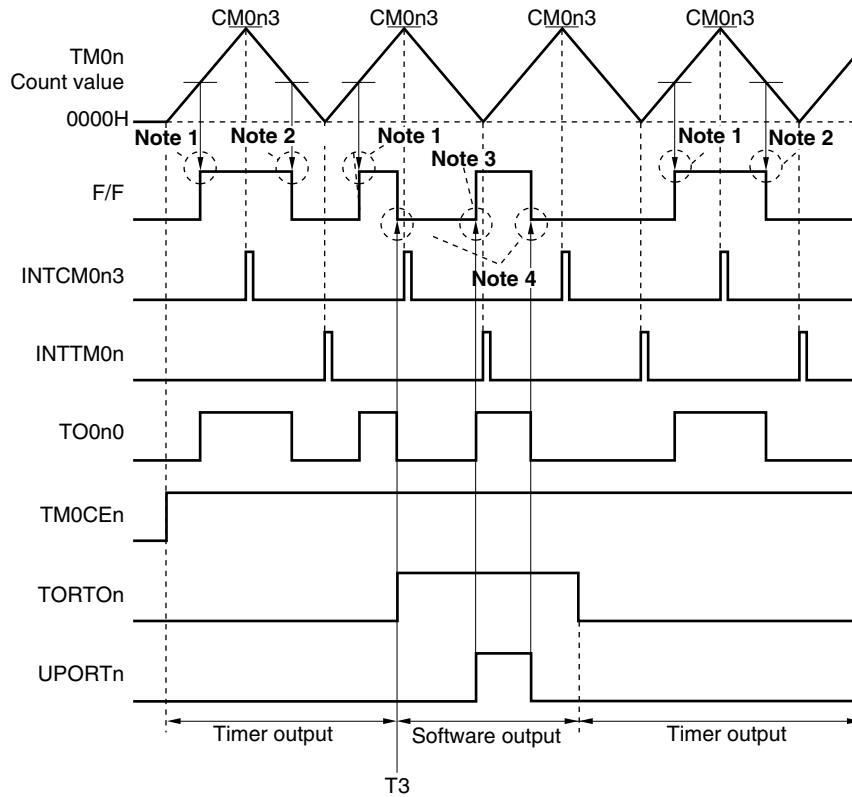 CM0n3 CM0n3 CM0n3 CM0n3
TM0n
Count value
0000H
Note 1 Note 2 Note 1 Note 3 Note 1 Note 2
F/F
Note 4
INTCM0n3
INTTM0n
TO0n0
TM0CEn
TORTOn
UPORTn
Timer output Software output Timer output
T3